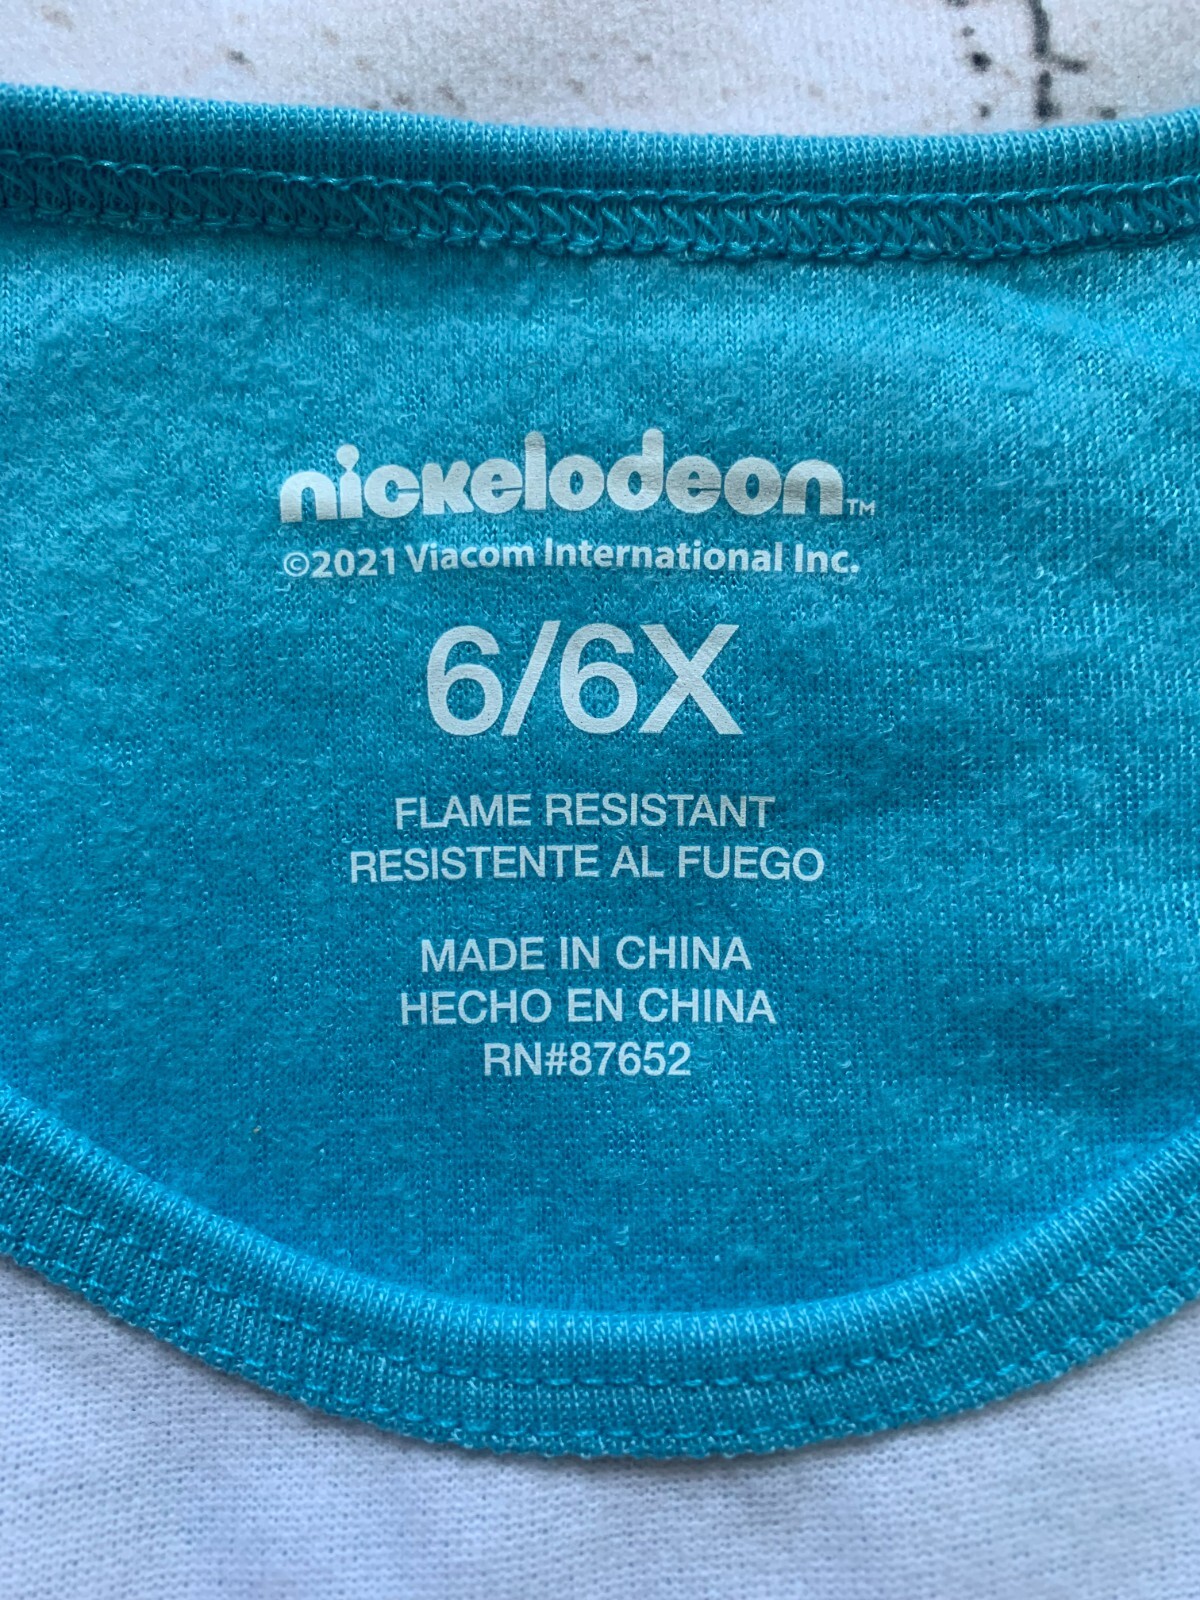 nickelodeon™
©2021 Viacom International Inc.
6/6X
FLAME RESISTANT
RESISTENTE AL FUEGO
MADE IN CHINA
HECHO EN CHINA
RN#87652